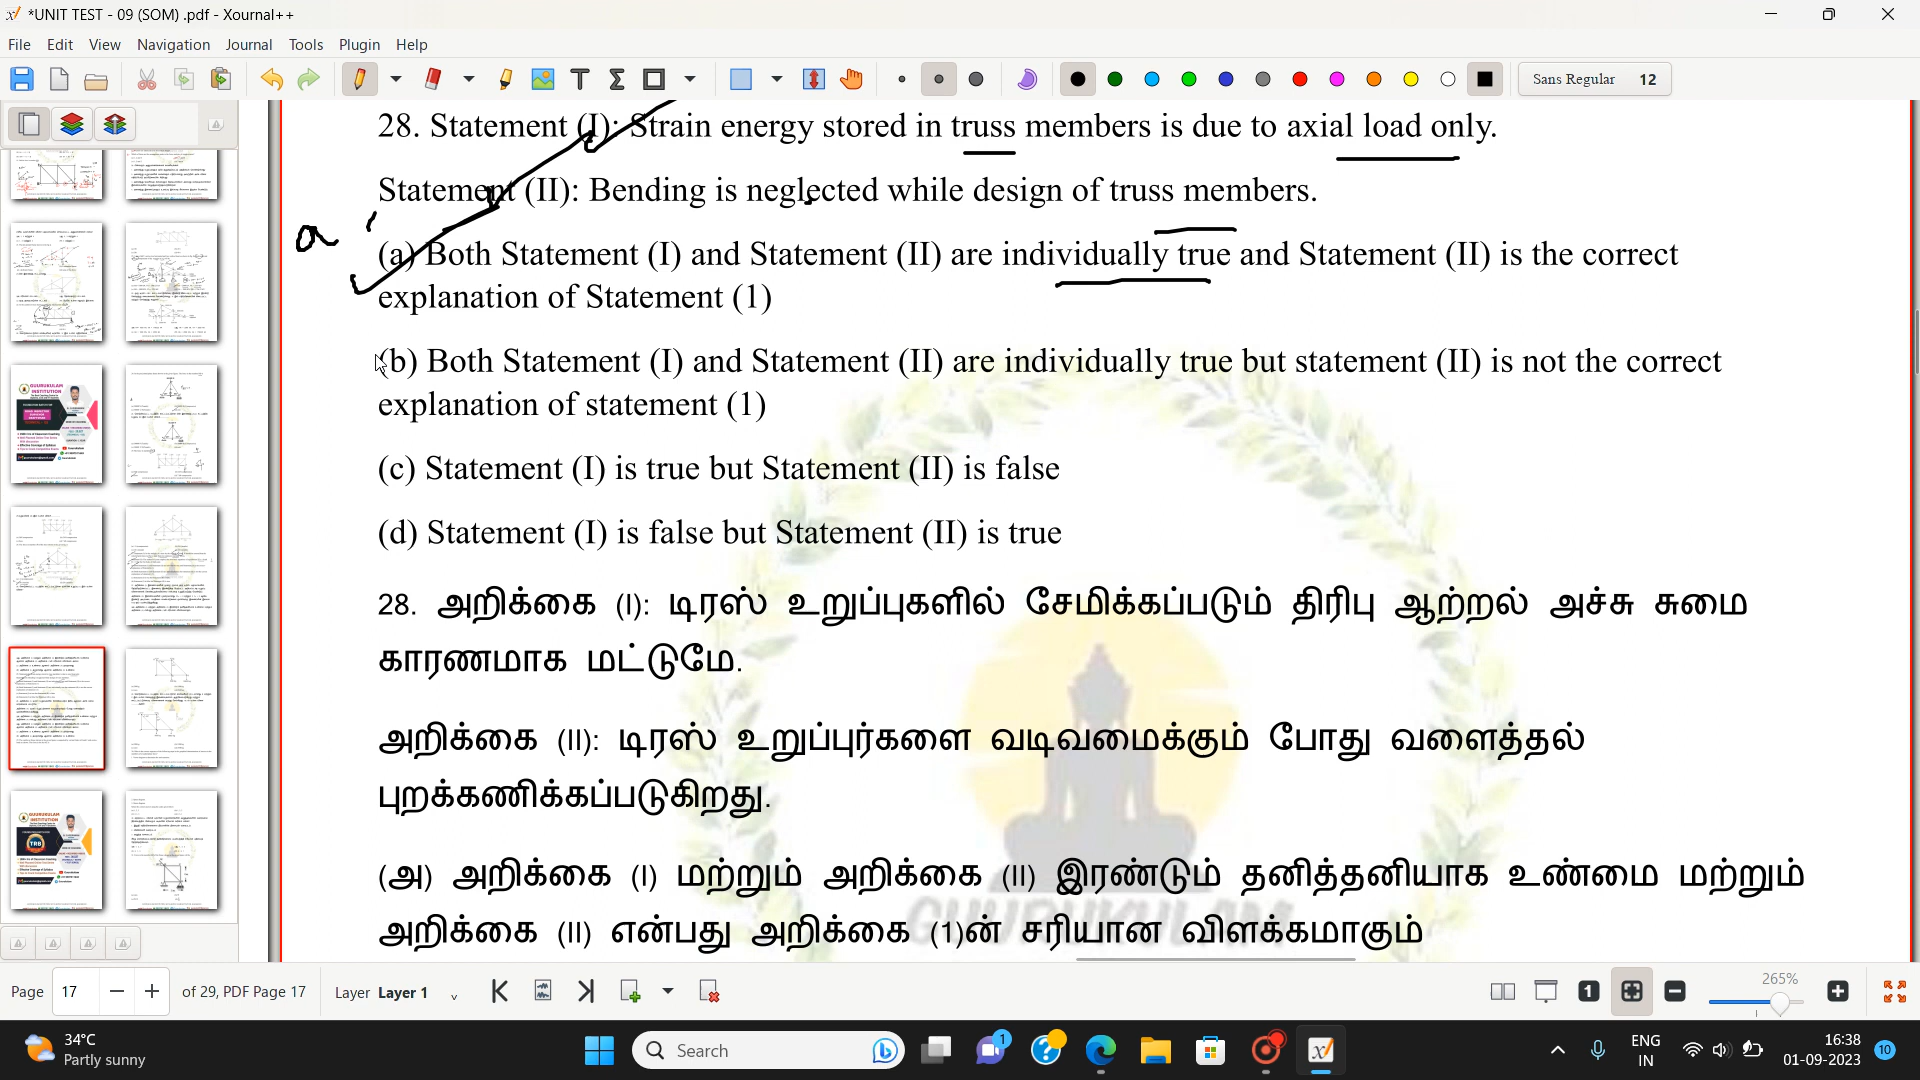 *UNIT TEST - 09 (SOM) .pdf - Xournal++
File Edit View Navigation Journal Tools Plugin Help
Sans Regular 12
28. Statement (I): Strain energy stored in truss members is due to axial load only.
Statement (II): Bending is neglected while design of truss members.
a
(a) Both Statement (I) and Statement (II) are individually true and Statement (II) is the correct
explanation of Statement (1)
(b) Both Statement (I) and Statement (II) are individually true but statement (II) is not the correct
explanation of statement (1)
(c) Statement (I) is true but Statement (II) is false
(d) Statement (I) is false but Statement (II) is true
28. அறிக்கை (I): டிரஸ் உறுப்புகளில் சேமிக்கப்படும் திரிபு ஆற்றல் அச்சு சுமை
காரணமாக மட்டுமே.
அறிக்கை (II): டிரஸ் உறுப்புர்களை வடிவமைக்கும் போது வளைத்தல்
புறக்கணிக்கப்படுகிறது.
(அ) அறிக்கை (I) மற்றும் அறிக்கை (II) இரண்டும் தனித்தனியாக உண்மை மற்றும்
அறிக்கை (II) என்பது அறிக்கை (1)ன் சரியான விளக்கமாகும்
GUURUKULAM
Page 17 of 29, PDF Page 17 Layer Layer 1 1 265%
34°C
Partly sunny
Search
1
ENG
IN
16:38
01-09-2023
10